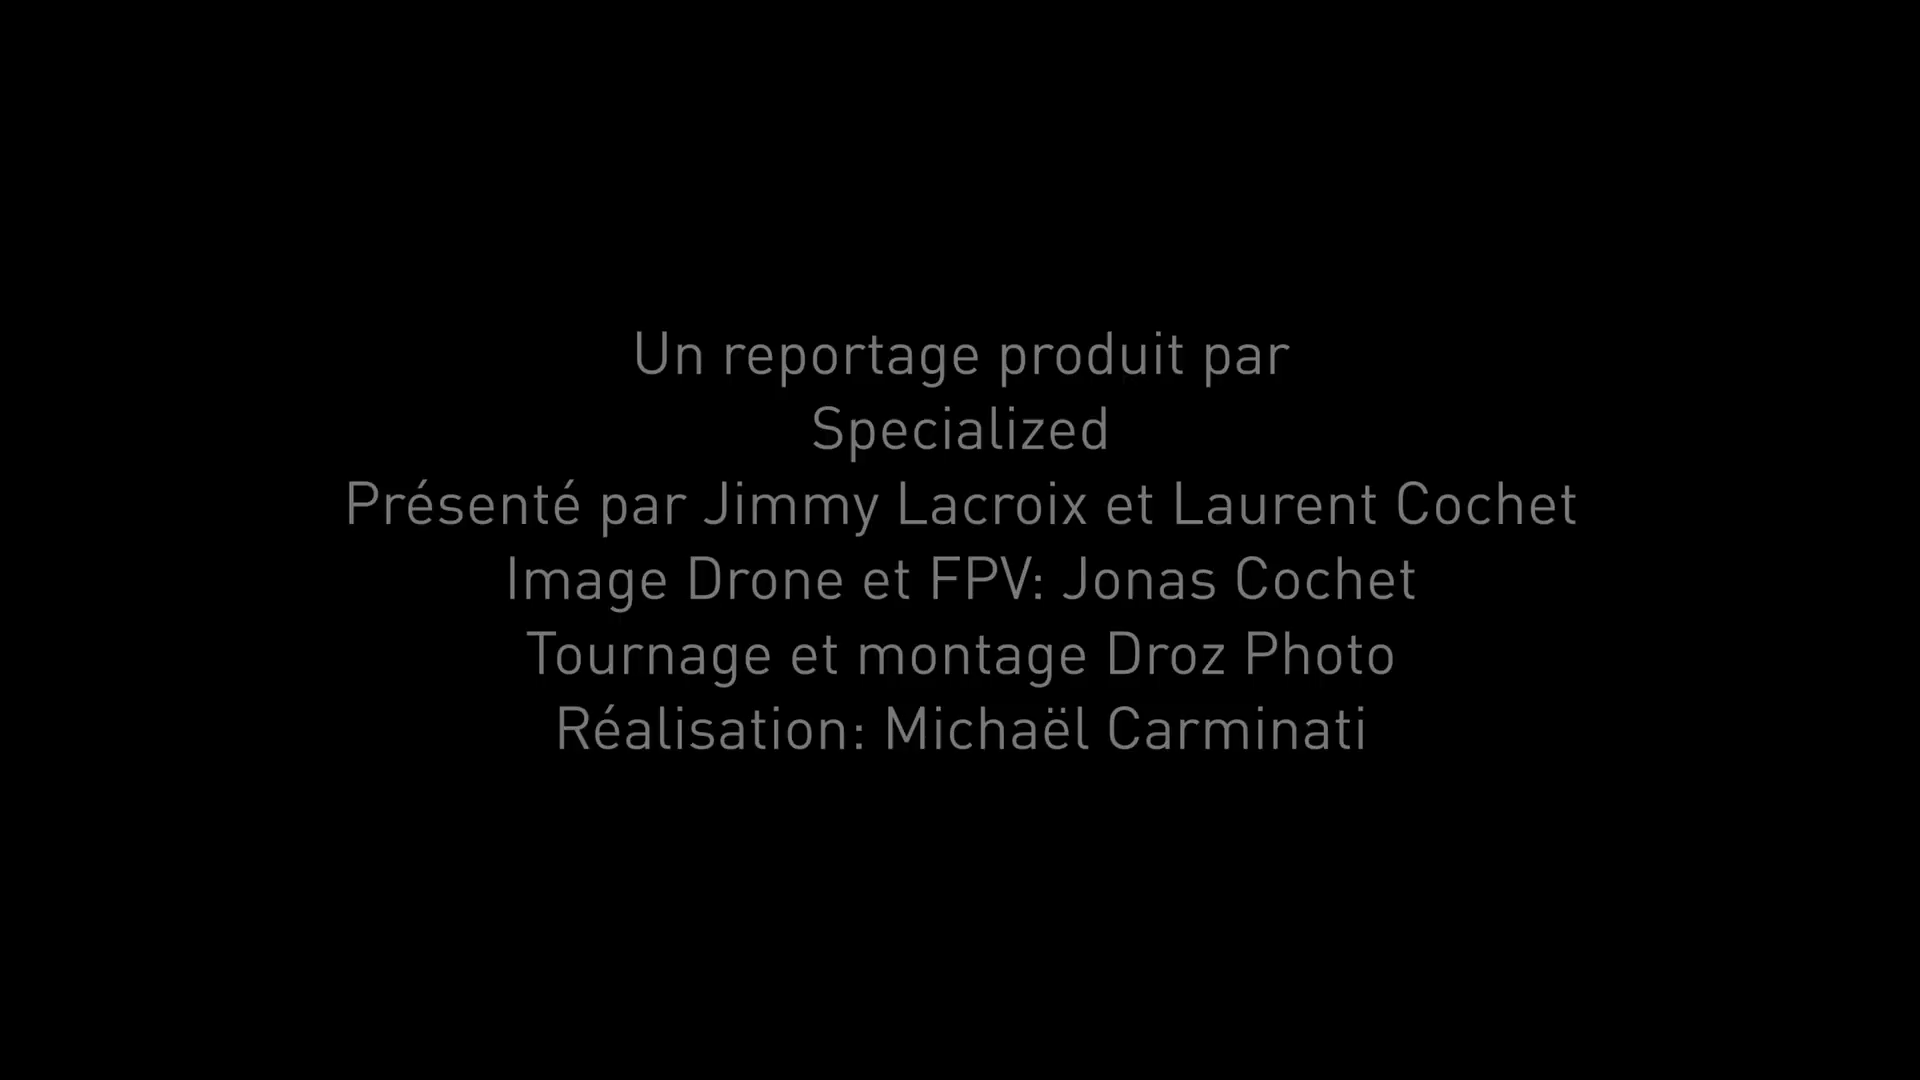 Un reportage produit par
Specialized
Présenté par Jimmy Lacroix et Laurent Cochet
Image Drone et FPV: Jonas Cochet
Tournage et montage Droz Photo
Réalisation: Michaël Carminati